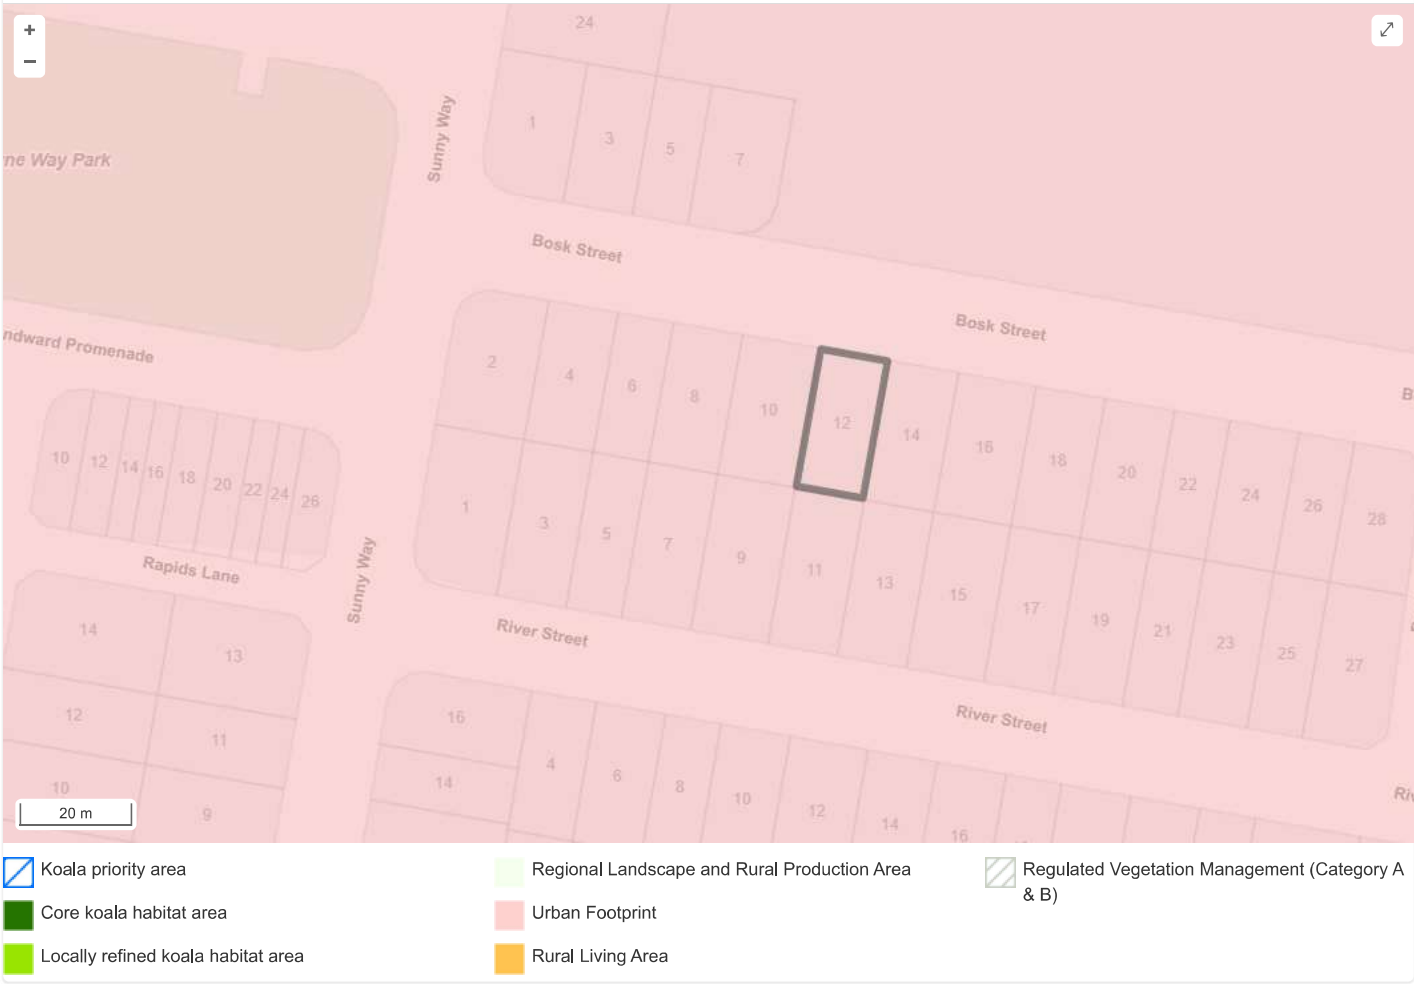 +
−
24
1
3
5
7
Sunny Way
ne Way Park
Bosk Street
Bosk Street
ndward Promenade
B
2
4
6
8
10
12
14
16
18
20
22
24
26
28
10
12
14
16
18
20
22
24
26
1
3
5
7
9
11
13
15
17
19
21
23
25
27
Rapids Lane
Sunny Way
River Street
River Street
14
13
12
11
10
9
16
14
4
6
8
10
12
14
16
Riv
20 m
Koala priority area
Core koala habitat area
Locally refined koala habitat area
Regional Landscape and Rural Production Area
Urban Footprint
Rural Living Area
Regulated Vegetation Management (Category A
& B)